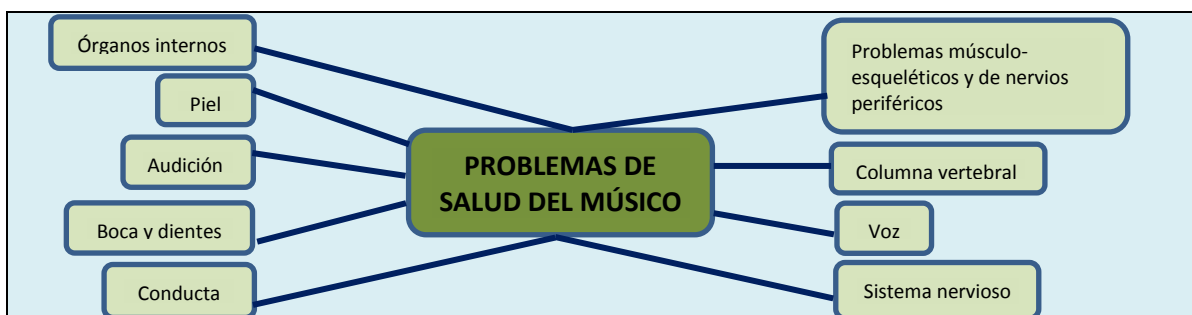 Órganos internos
Piel
Audición
Boca y dientes
Conducta
PROBLEMAS DE
SALUD DEL MÚSICO
Problemas músculo-
esqueléticos y de nervios
periféricos
Columna vertebral
Voz
Sistema nervioso